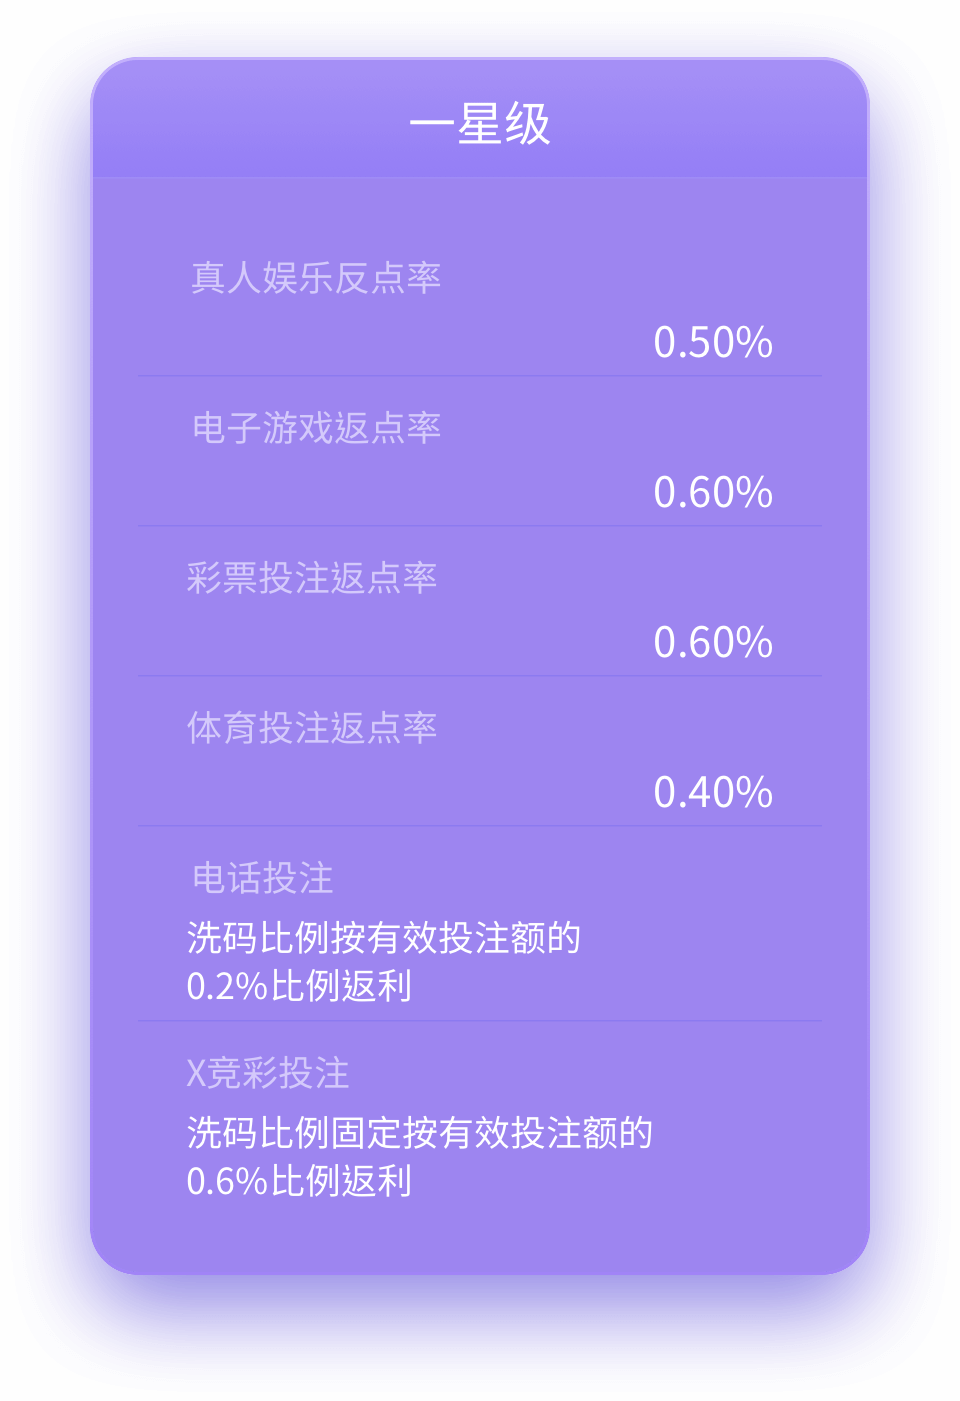 一星级
真人娱乐反点率
0.50%
电子游戏返点率
0.60%
彩票投注返点率
0.60%
体育投注返点率
0.40%
电话投注
洗码比例按有效投注额的
0.2%比例返利
X竞彩投注
洗码比例固定按有效投注额的
0.6%比例返利